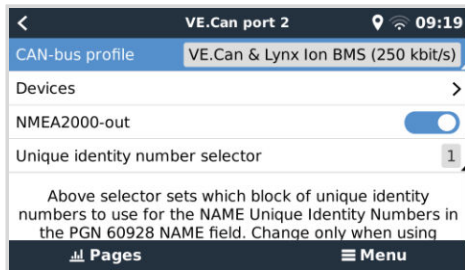 VE.Can port 2 09:19
CAN-bus profile VE.Can & Lynx Ion BMS (250 kbit/s)
Devices
NMEA2000-out
Unique identity number selector 1
Above selector sets which block of unique identity
numbers to use for the NAME Unique Identity Numbers in
the PGN 60928 NAME field. Change only when using
Pages Menu